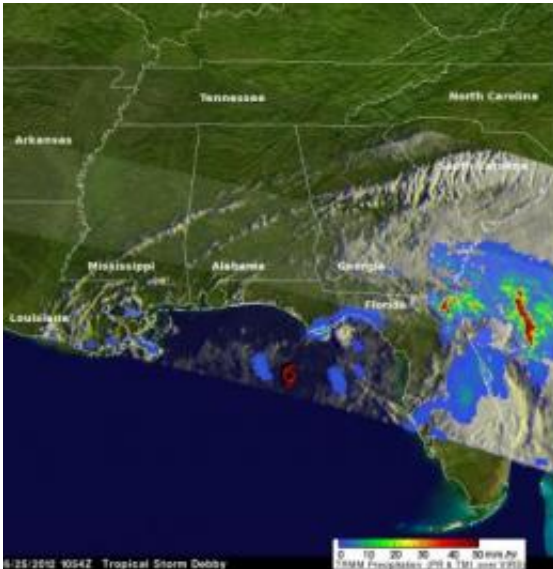 Tennessee
North Carolina
Arkansas
South Carolina
Mississippi
Alabama
Georgia
Louisiana
Florida
6/25/2012 1054Z Tropical Storm Debby
0 10 20 30 40 50 mm/hr
TRMM Precipitation (PR & TMI over VIRS)